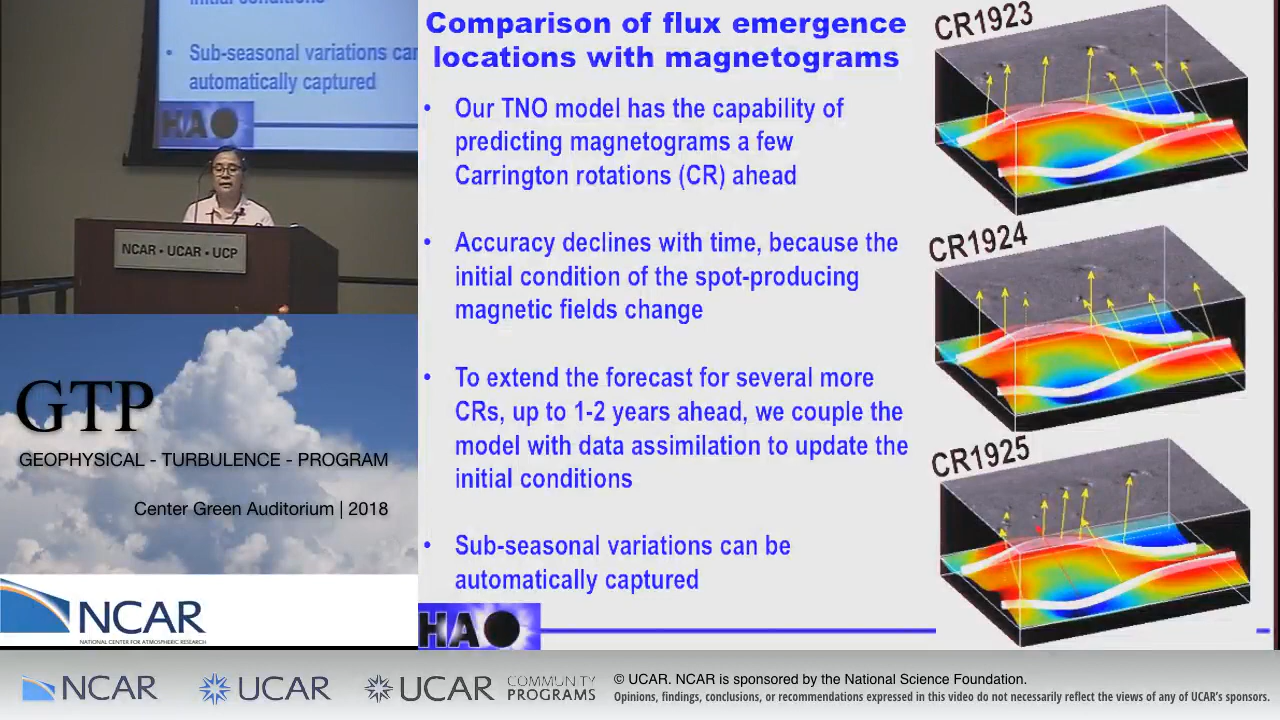 initial conditions
• Sub-seasonal variations can
automatically captured
HAO
NCAR • UCAR • UCP
GTP
GEOPHYSICAL - TURBULENCE - PROGRAM
Center Green Auditorium | 2018
NCAR
NATIONAL CENTER FOR ATMOSPHERIC RESEARCH
Comparison of flux emergence
locations with magnetograms
• Our TNO model has the capability of
predicting magnetograms a few
Carrington rotations (CR) ahead
• Accuracy declines with time, because the
initial condition of the spot-producing
magnetic fields change
• To extend the forecast for several more
CRs, up to 1-2 years ahead, we couple the
model with data assimilation to update the
initial conditions
• Sub-seasonal variations can be
automatically captured
HAO
CR1923
CR1924
CR1925
NCAR
UCAR
UCAR
COMMUNITY
PROGRAMS
© UCAR. NCAR is sponsored by the National Science Foundation.
Opinions, findings, conclusions, or recommendations expressed in this video do not necessarily reflect the views of any of UCAR's sponsors.